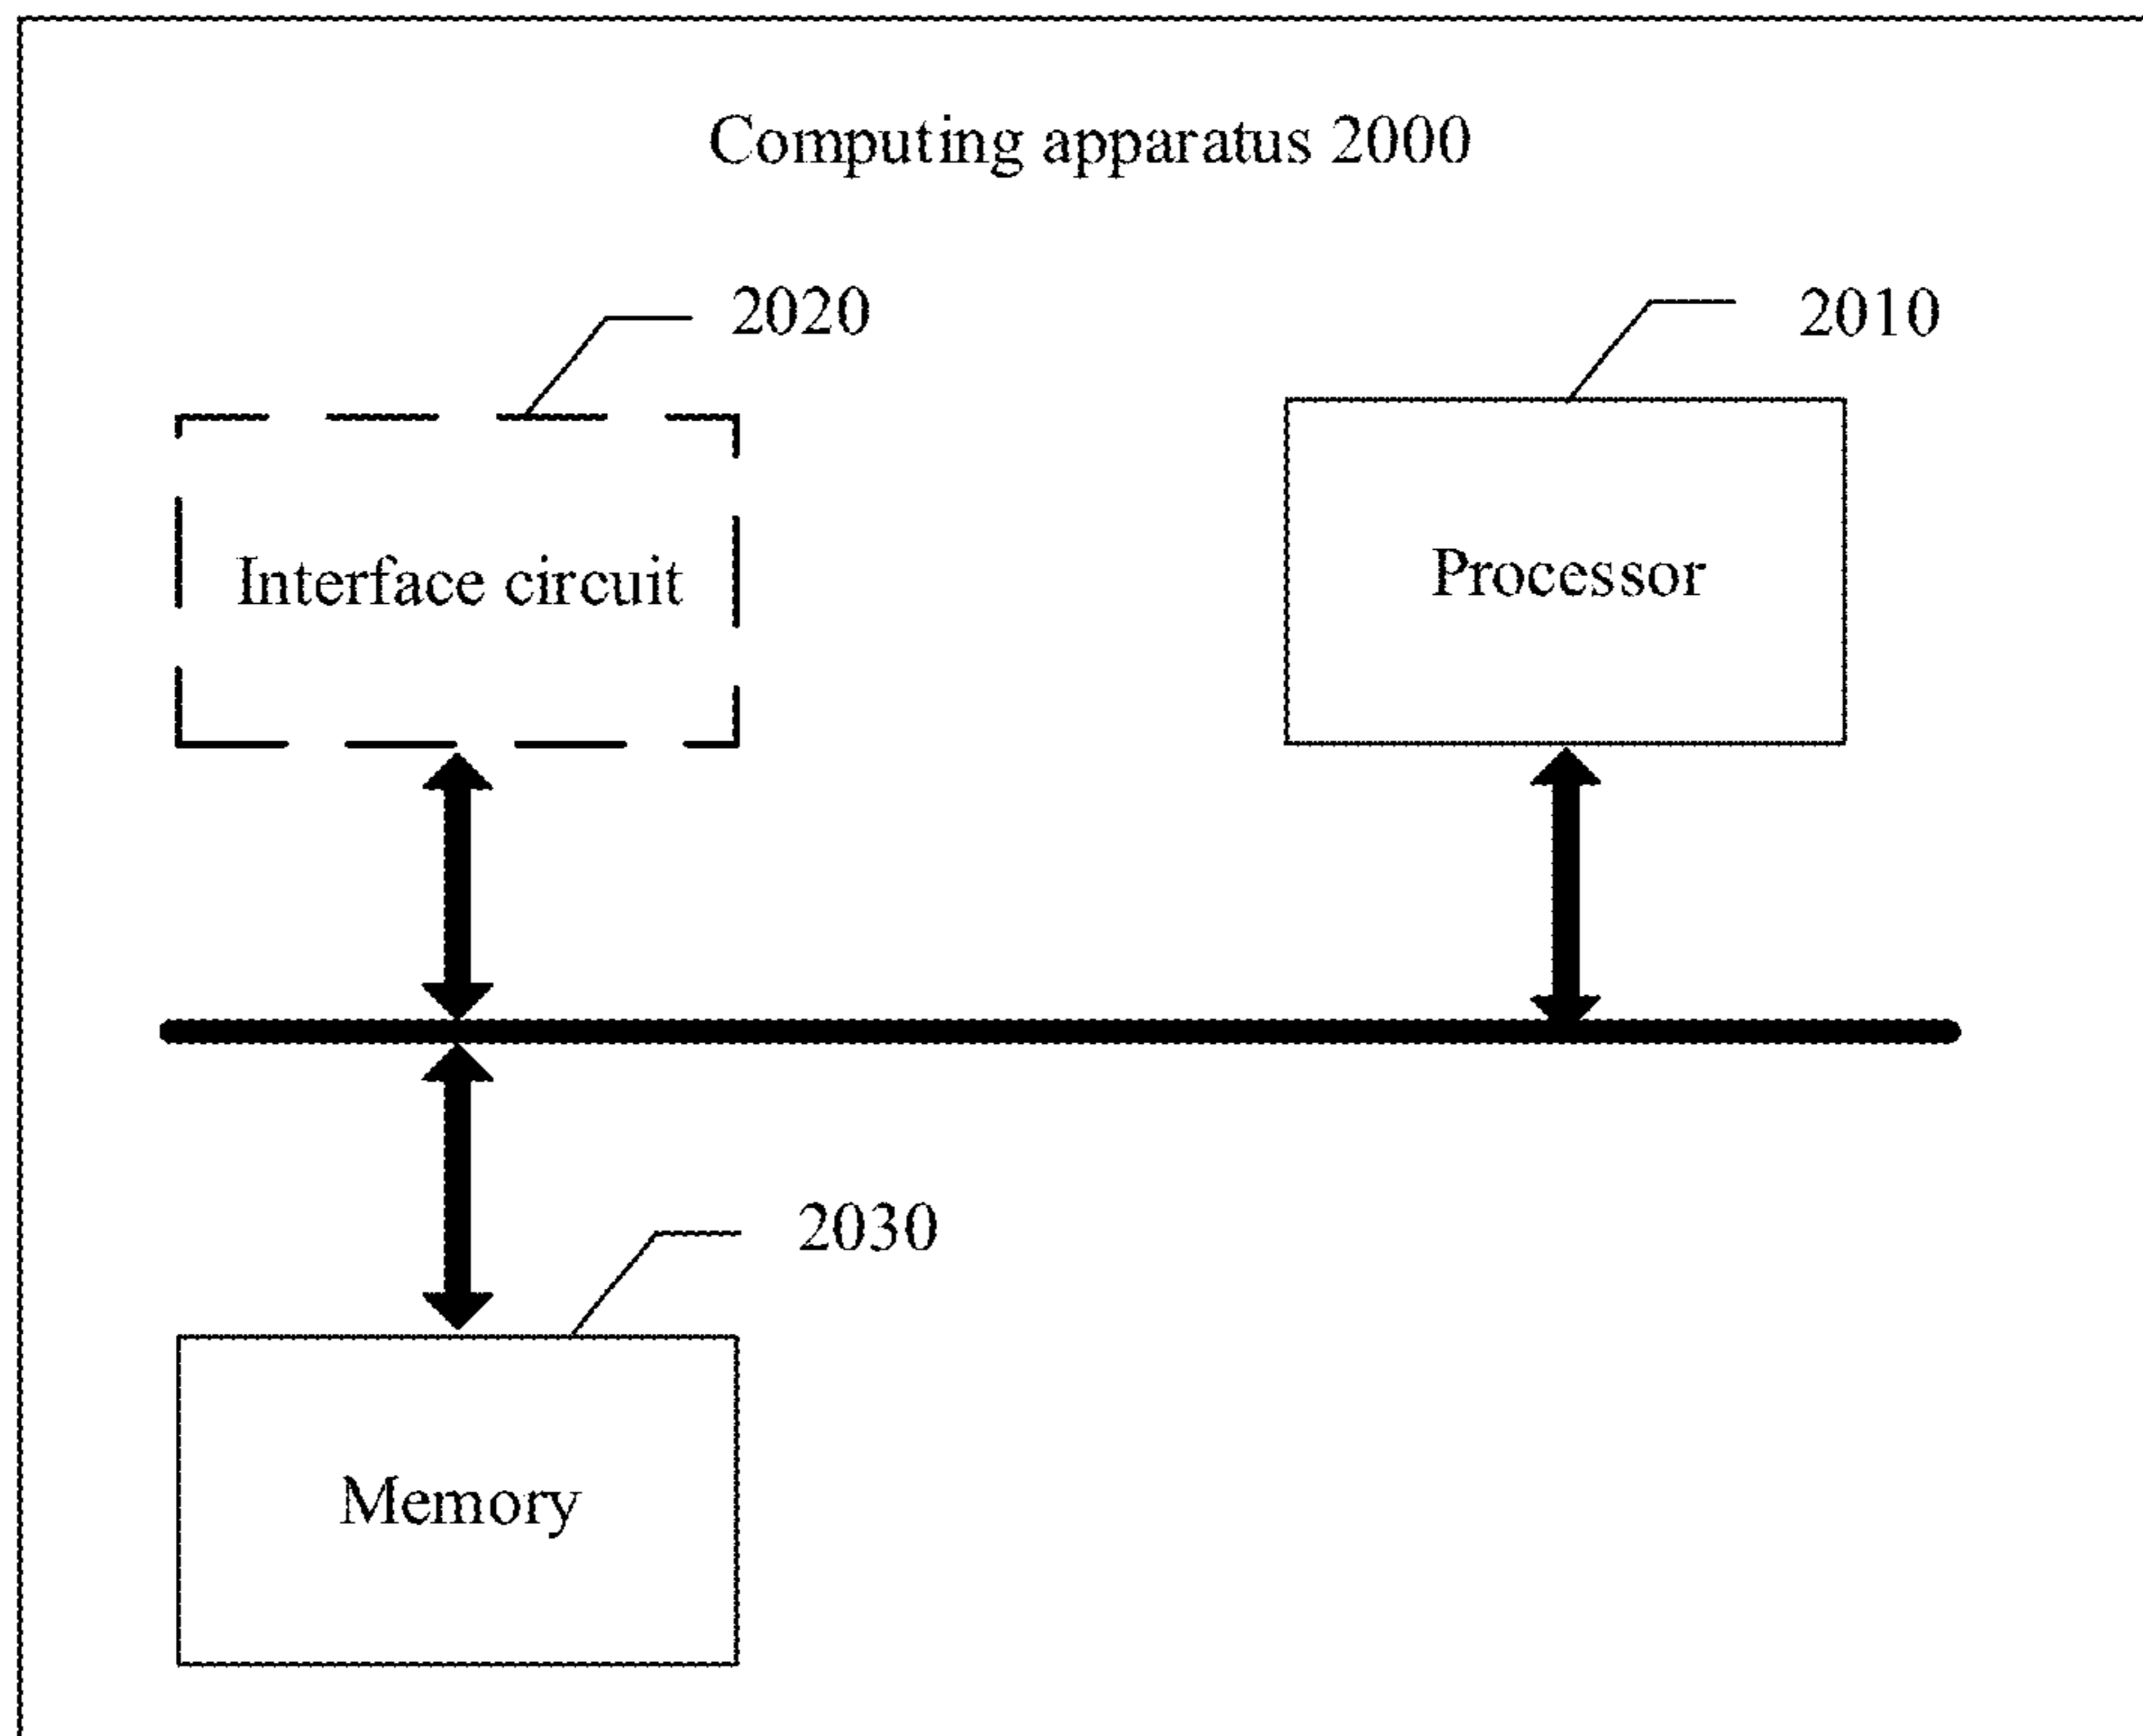 Computing apparatus 2000
2020
2010
Interface circuit
Processor
2030
Memory